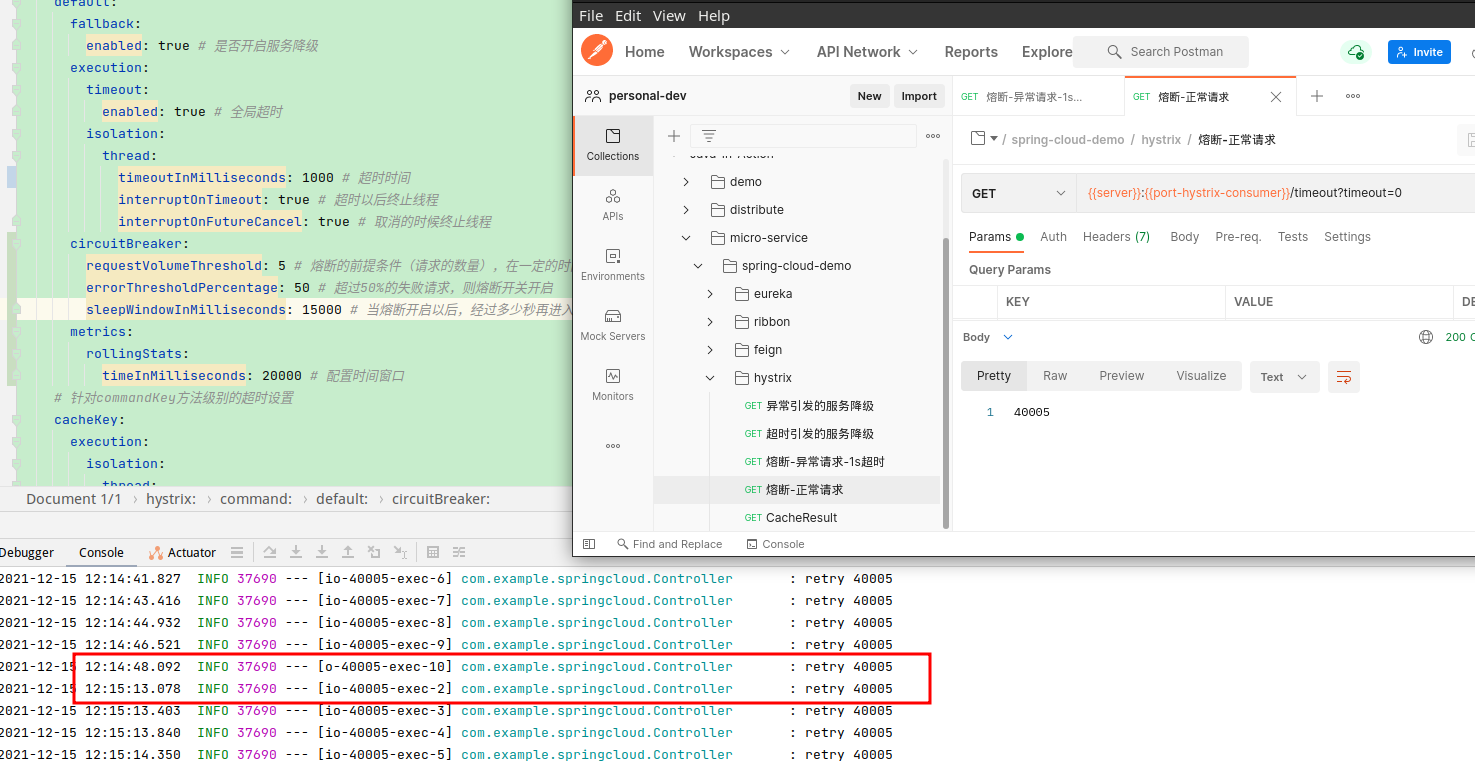 default:
fallback:
enabled: true # 是否开启服务降级
execution:
timeout:
enabled: true # 全局超时
isolation:
thread:
timeoutInMilliseconds: 1000 # 超时时间
interruptOnTimeout: true # 超时以后终止线程
interruptOnFutureCancel: true # 取消的时候终止线程
circuitBreaker:
requestVolumeThreshold: 5 # 熔断的前提条件（请求的数量），在一定的时
errorThresholdPercentage: 50 # 超过50%的失败请求，则熔断开关开启
sleepWindowInMilliseconds: 15000 # 当熔断开启以后，经过多少秒再进入
metrics:
rollingStats:
timeInMilliseconds: 20000 # 配置时间窗口
# 针对commandKey方法级别的超时设置
cacheKey:
execution:
isolation:
thread:
Document 1/1 › hystrix: › command: › default: › circuitBreaker:
File Edit View Help
Home Workspaces API Network Reports Explore Search Postman Invite
personal-dev New Import
GET 熔断-异常请求-1s... GET 熔断-正常请求
Collections
APIs
Environments
Mock Servers
Monitors
Java-in-Action
demo
distribute
micro-service
spring-cloud-demo
eureka
ribbon
feign
hystrix
GET 异常引发的服务降级
GET 超时引发的服务降级
GET 熔断-异常请求-1s超时
GET 熔断-正常请求
GET CacheResult
/ spring-cloud-demo / hystrix / 熔断-正常请求
GET {{server}}:{{port-hystrix-consumer}}/timeout?timeout=0
Params Auth Headers (7) Body Pre-req. Tests Settings
Query Params
KEY VALUE DE
Body 200
Pretty Raw Preview Visualize Text
1 40005
Find and Replace Console
Debugger Console Actuator
2021-12-15 12:14:41.827 INFO 37690 --- [io-40005-exec-6] com.example.springcloud.Controller : retry 40005
2021-12-15 12:14:43.416 INFO 37690 --- [io-40005-exec-7] com.example.springcloud.Controller : retry 40005
2021-12-15 12:14:44.932 INFO 37690 --- [io-40005-exec-8] com.example.springcloud.Controller : retry 40005
2021-12-15 12:14:46.521 INFO 37690 --- [io-40005-exec-9] com.example.springcloud.Controller : retry 40005
2021-12-15 12:14:48.092 INFO 37690 --- [o-40005-exec-10] com.example.springcloud.Controller : retry 40005
2021-12-15 12:15:13.078 INFO 37690 --- [io-40005-exec-2] com.example.springcloud.Controller : retry 40005
2021-12-15 12:15:13.403 INFO 37690 --- [io-40005-exec-3] com.example.springcloud.Controller : retry 40005
2021-12-15 12:15:13.840 INFO 37690 --- [io-40005-exec-4] com.example.springcloud.Controller : retry 40005
2021-12-15 12:15:14.350 INFO 37690 --- [io-40005-exec-5] com.example.springcloud.Controller : retry 40005